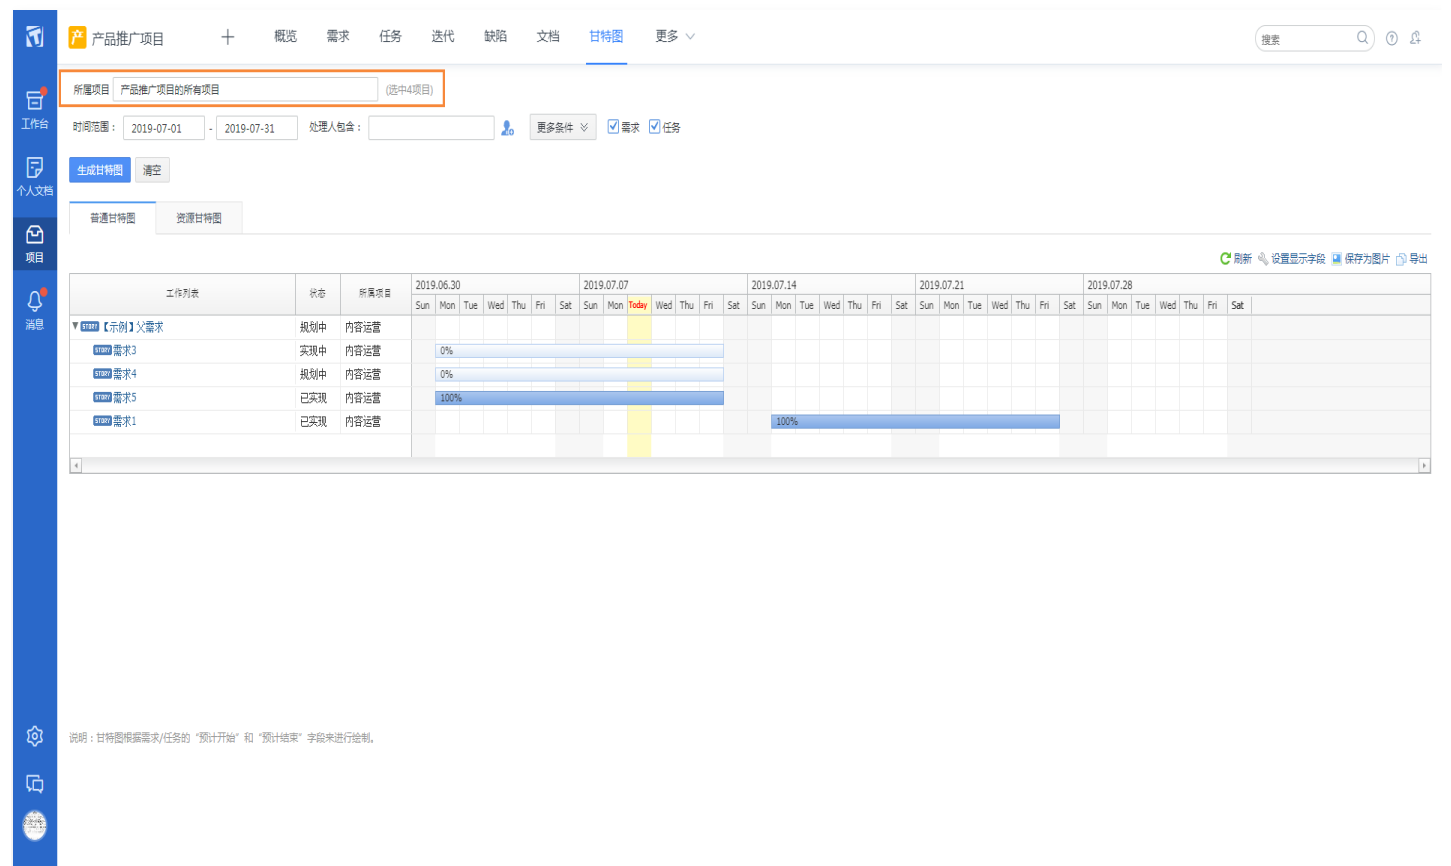 产 产品推广项目 概览 需求 任务 迭代 缺陷 文档 甘特图 更多 搜索
工作台
个人文档
项目
消息
所属项目 产品推广项目的所有项目 (选中4项目)
时间范围： 2019-07-01 - 2019-07-31 处理人包含： 更多条件 需求 任务
生成甘特图 清空
普通甘特图 资源甘特图
刷新 设置显示字段 保存为图片 导出
工作列表 状态 所属项目 2019.06.30 2019.07.07 2019.07.14 2019.07.21 2019.07.28
Sun Mon Tue Wed Thu Fri Sat Sun Mon Today Wed Thu Fri Sat Sun Mon Tue Wed Thu Fri Sat Sun Mon Tue Wed Thu Fri Sat Sun Mon Tue Wed Thu Fri Sat
STORY 【示例】父需求 规划中 内容运营
STORY 需求3 实现中 内容运营 0%
STORY 需求4 规划中 内容运营 0%
STORY 需求5 已实现 内容运营 100%
STORY 需求1 已实现 内容运营 100%
说明：甘特图根据需求/任务的“预计开始”和“预计结束”字段来进行绘制。